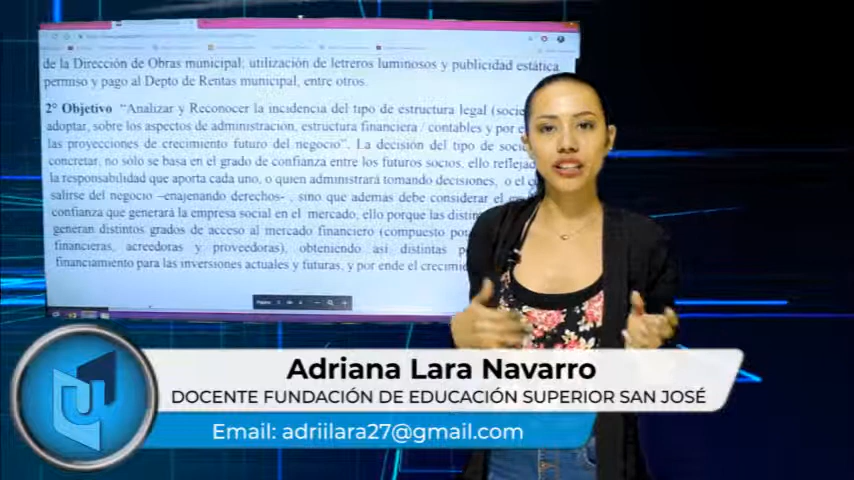 de la Dirección de Obras municipal; utilización de letreros luminosos y publicidad estática
permiso y pago al Depto de Rentas municipal, entre otros.
2° Objetivo "Analizar y Reconocer la incidencia del tipo de estructura legal (socie
adoptar, sobre los aspectos de administración, estructura financiera / contables y por e
las proyecciones de crecimiento futuro del negocio". La decisión del tipo de soci
concretar, no sólo se basa en el grado de confianza entre los futuros socios, ello reflejad
la responsabilidad que aporta cada uno, o quien administrará tomando decisiones, o el c
salirse del negocio –enajenando derechos- , sino que además debe considerar el
confianza que generará la empresa social en el mercado, ello porque las distin
generan distintos grados de acceso al mercado financiero (compuesto por
financieras, acreedoras y proveedoras), obteniendo así distintas p
financiamiento para las inversiones actuales y futuras, y por ende el crecimie
Adriana Lara Navarro
DOCENTE FUNDACIÓN DE EDUCACIÓN SUPERIOR SAN JOSÉ
Email: adriilara27@gmail.com